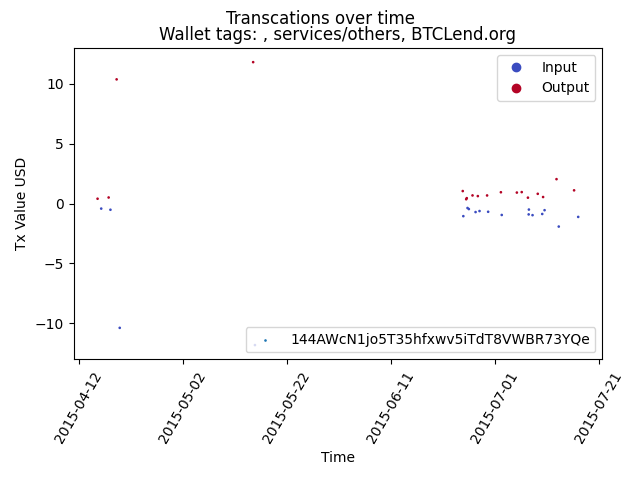 Transcations over time
Wallet tags: , services/others, BTCLend.org
Input
Output
10
5
0
−5
−10
Tx Value USD
144AWcN1jo5T35hfxwv5iTdT8VWBR73YQe
2015-04-12
2015-05-02
2015-05-22
2015-06-11
2015-07-01
2015-07-21
Time